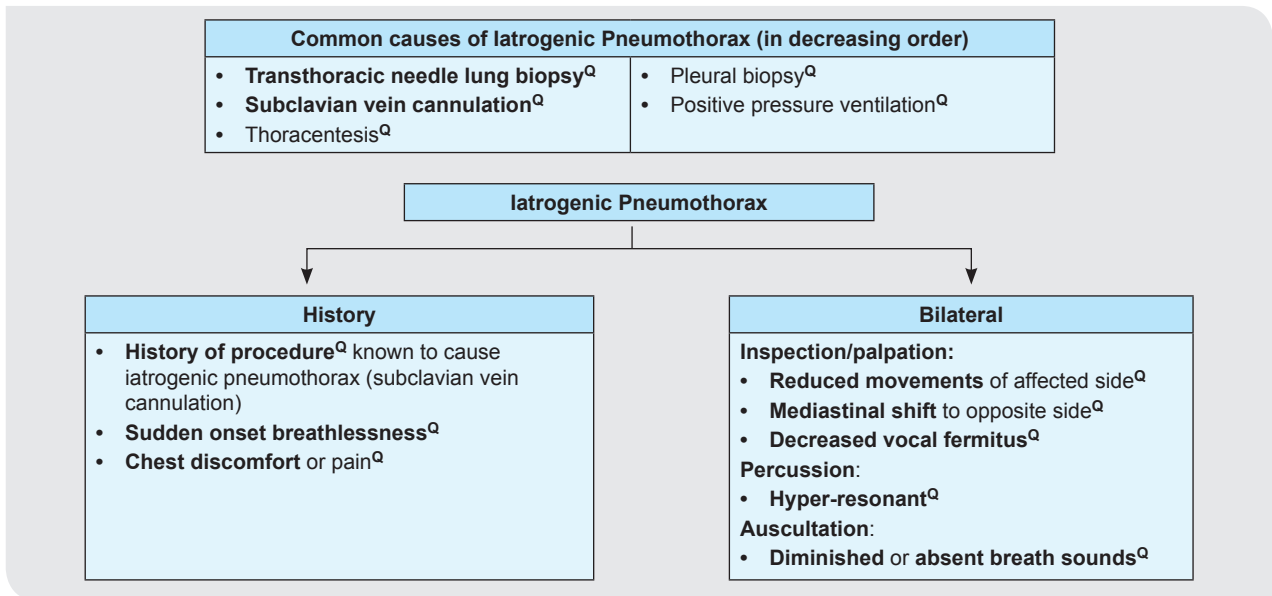 Common causes of Iatrogenic Pneumothorax (in decreasing order)
• Transthoracic needle lung biopsyQ
• Subclavian vein cannulationQ
• ThoracentesisQ
• Pleural biopsyQ
• Positive pressure ventilationQ
Iatrogenic Pneumothorax
History
• History of procedureQ known to cause
iatrogenic pneumothorax (subclavian vein
cannulation)
• Sudden onset breathlessnessQ
• Chest discomfort or painQ
Bilateral
Inspection/palpation:
• Reduced movements of affected sideQ
• Mediastinal shift to opposite sideQ
• Decreased vocal fermitusQ
Percussion:
• Hyper-resonantQ
Auscultation:
• Diminished or absent breath soundsQ